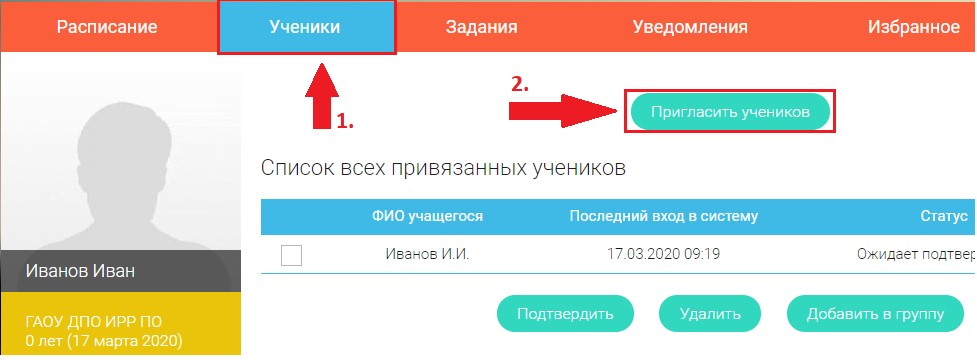 Расписание
Ученики
Задания
Уведомления
Избранное
1.
2.
Пригласить учеников
Список всех привязанных учеников
ФИО учащегося
Последний вход в систему
Статус
Иванов И.И.
17.03.2020 09:19
Ожидает подтвер
Иванов Иван
ГАОУ ДПО ИРР ПО
0 лет (17 марта 2020)
Подтвердить
Удалить
Добавить в группу